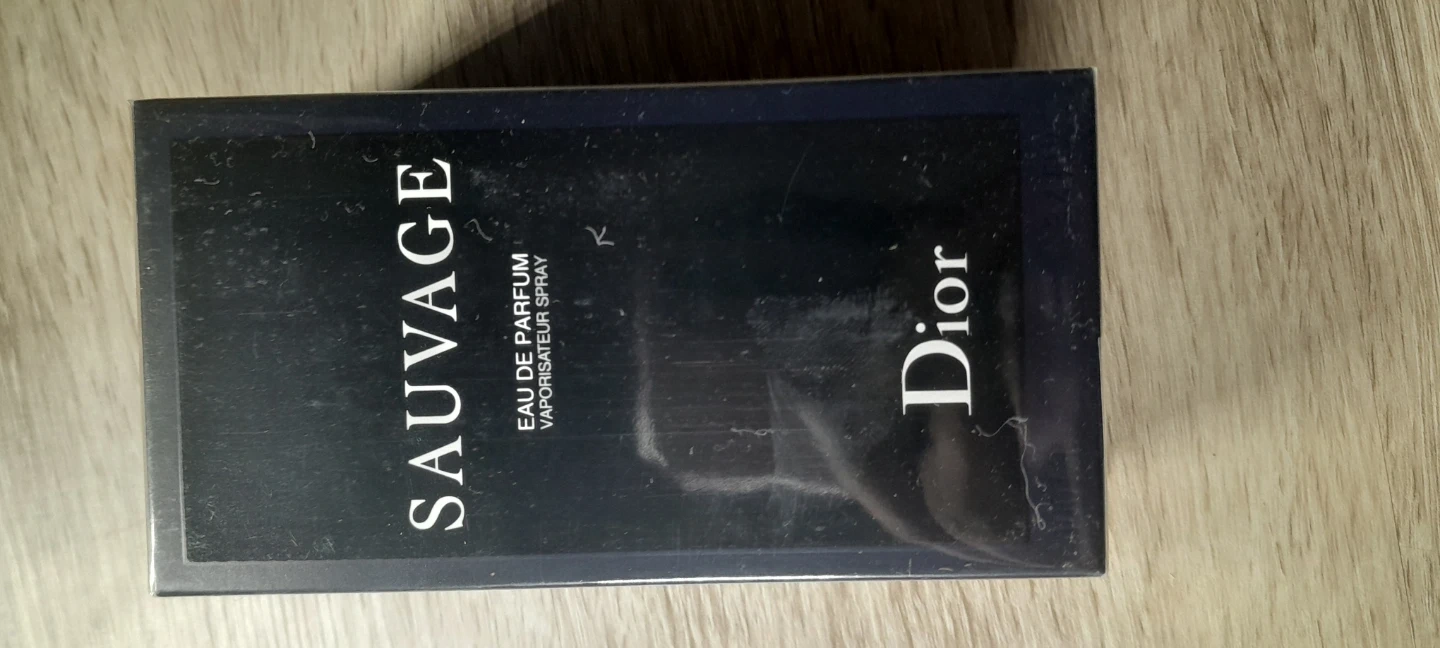 SAUVAGE
EAU DE PARFUM
VAPORISATEUR SPRAY
Dior